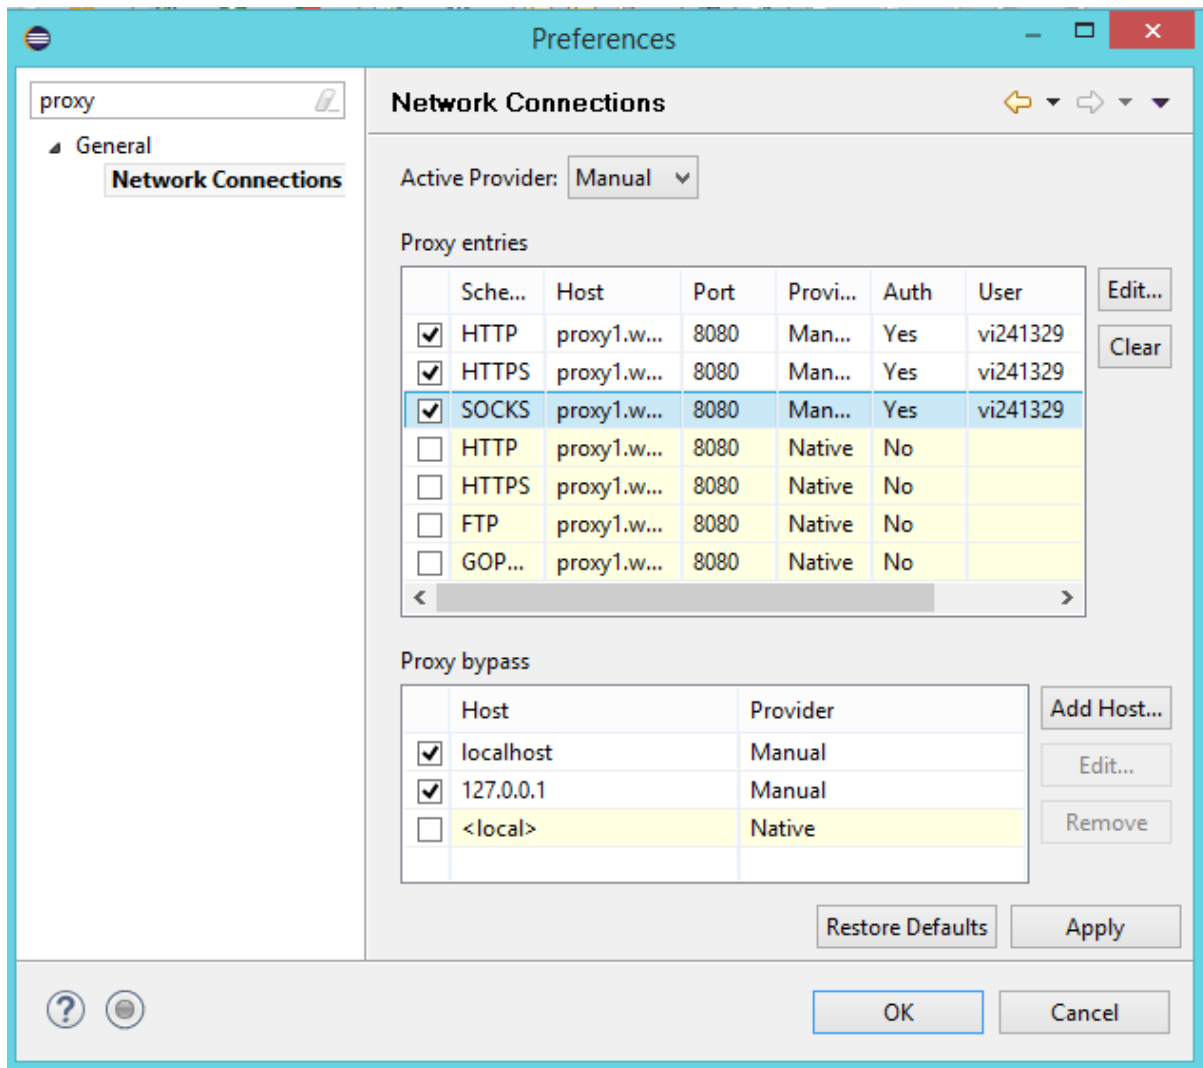 Preferences
proxy
General
Network Connections
Network Connections
Active Provider: Manual
Proxy entries
Sche... Host Port Provi... Auth User
HTTP proxy1.w... 8080 Man... Yes vi241329
HTTPS proxy1.w... 8080 Man... Yes vi241329
SOCKS proxy1.w... 8080 Man... Yes vi241329
HTTP proxy1.w... 8080 Native No
HTTPS proxy1.w... 8080 Native No
FTP proxy1.w... 8080 Native No
GOP... proxy1.w... 8080 Native No
Edit...
Clear
Proxy bypass
Host Provider
localhost Manual
127.0.0.1 Manual
<local> Native
Add Host...
Edit...
Remove
Restore Defaults Apply
OK Cancel